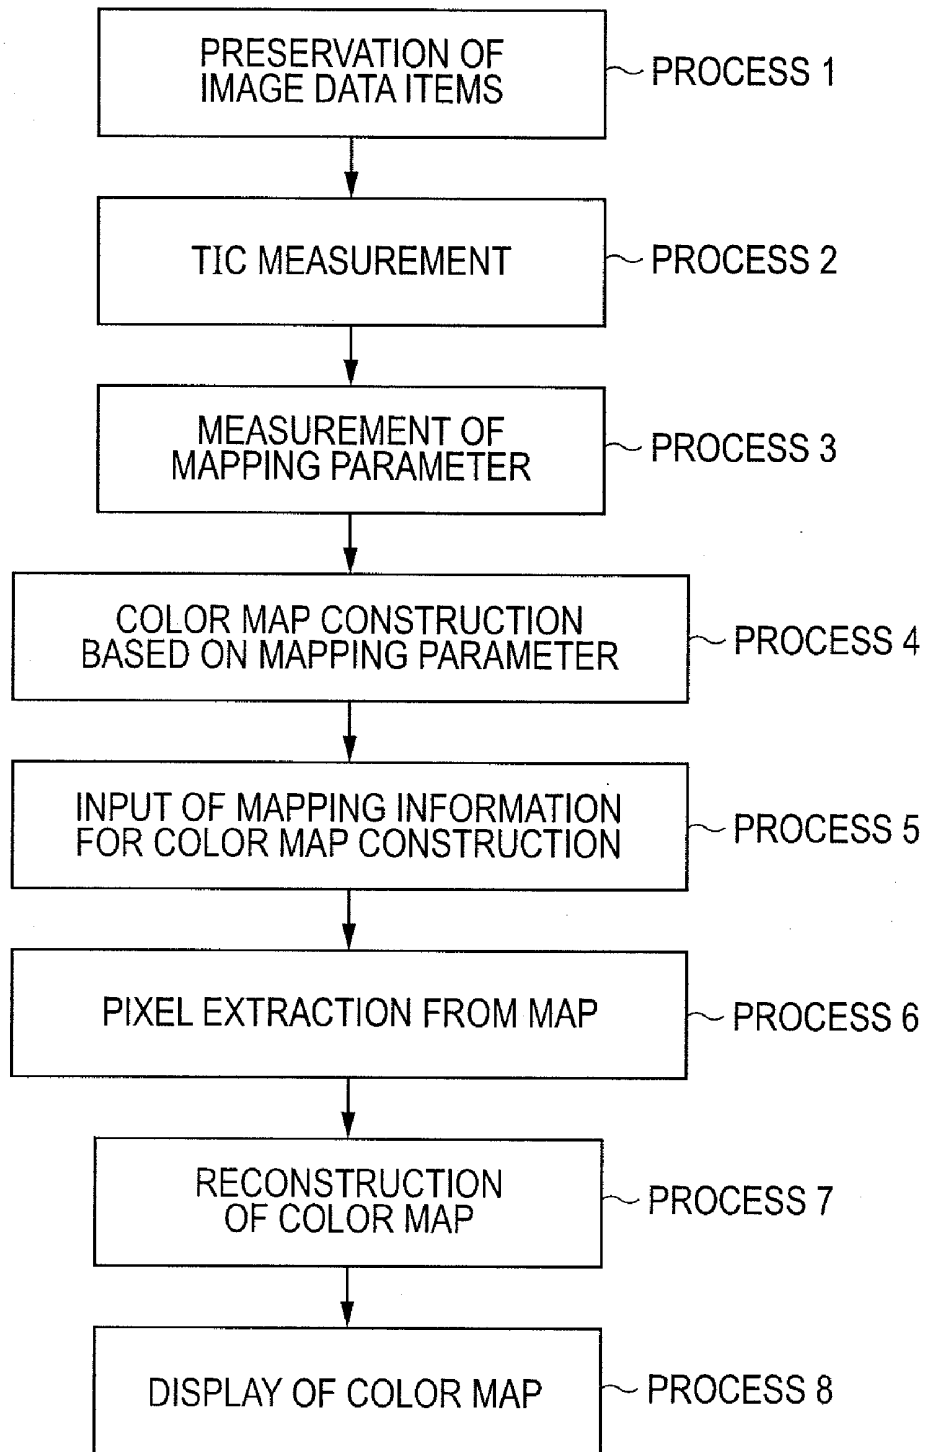 PRESERVATION OF
IMAGE DATA ITEMS
PROCESS 1
TIC MEASUREMENT
PROCESS 2
MEASUREMENT OF
MAPPING PARAMETER
PROCESS 3
COLOR MAP CONSTRUCTION
BASED ON MAPPING PARAMETER
PROCESS 4
INPUT OF MAPPING INFORMATION
FOR COLOR MAP CONSTRUCTION
PROCESS 5
PIXEL EXTRACTION FROM MAP
PROCESS 6
RECONSTRUCTION
OF COLOR MAP
PROCESS 7
DISPLAY OF COLOR MAP
PROCESS 8